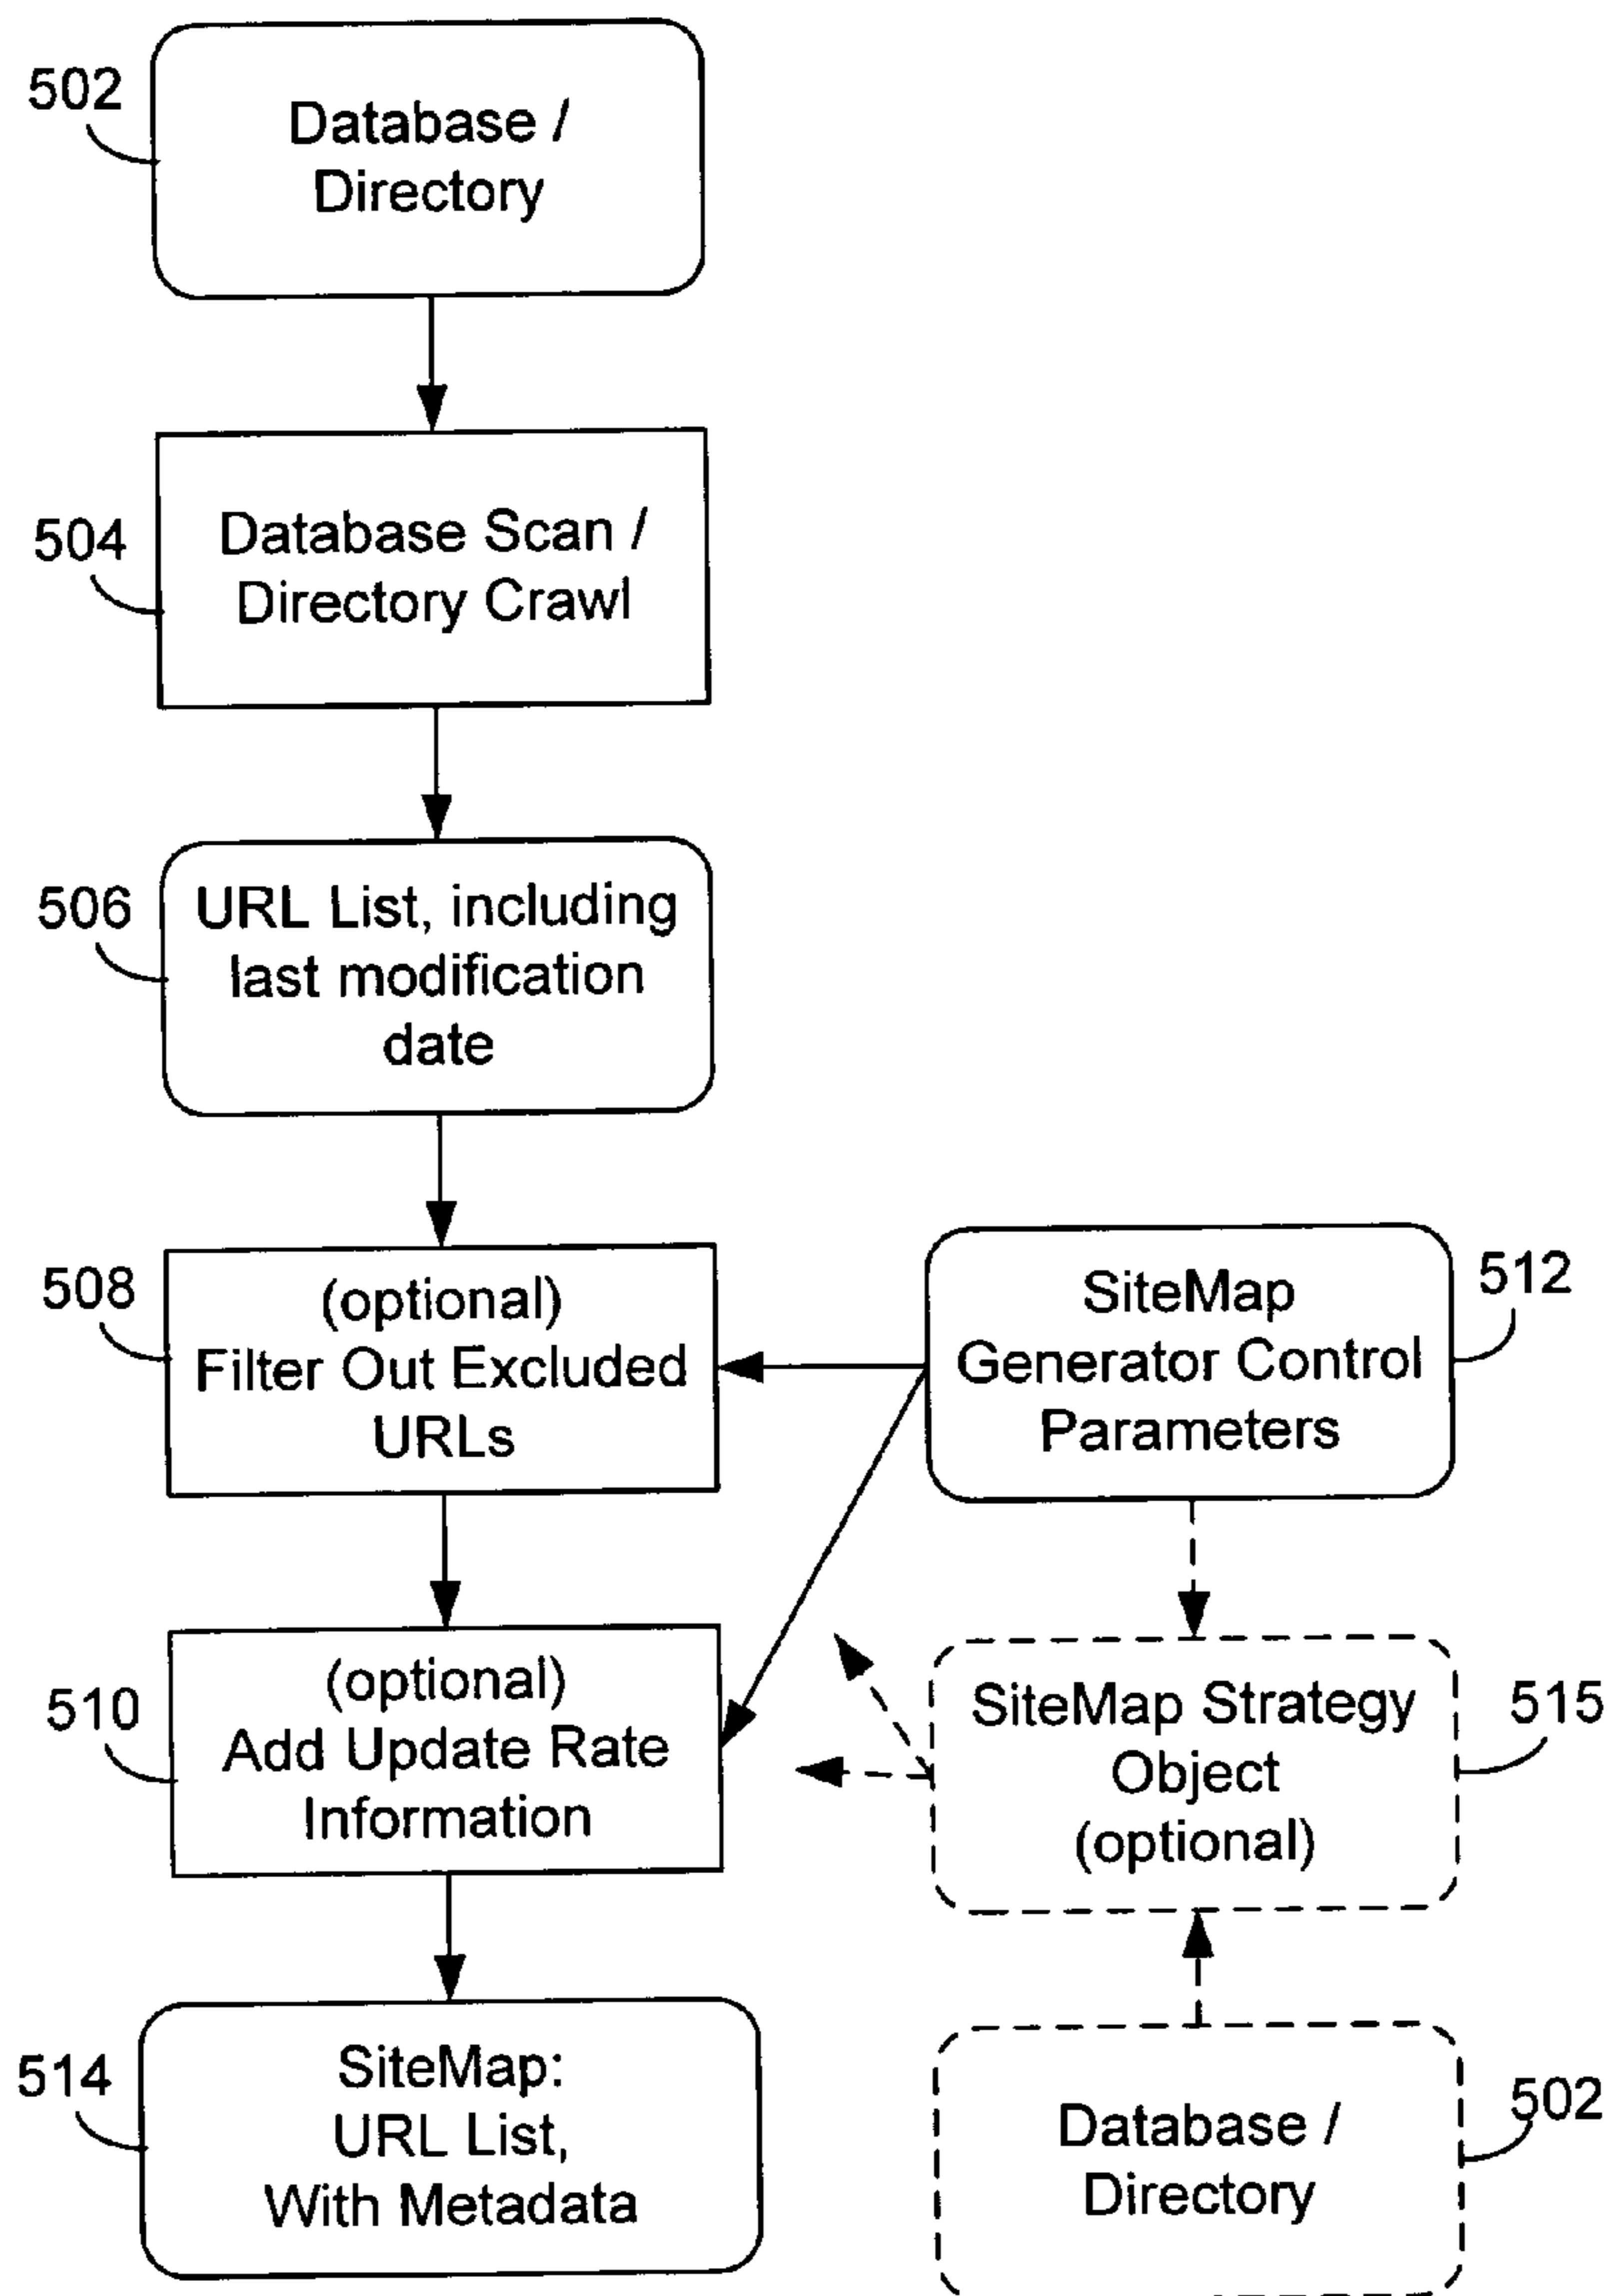 502
Database /
Directory
504
Database Scan /
Directory Crawl
506
URL List, including
last modification
date
508
(optional)
Filter Out Excluded
URLs
SiteMap
Generator Control
Parameters
512
510
(optional)
Add Update Rate
Information
SiteMap Strategy
Object
(optional)
515
514
SiteMap:
URL List,
With Metadata
Database /
Directory
502